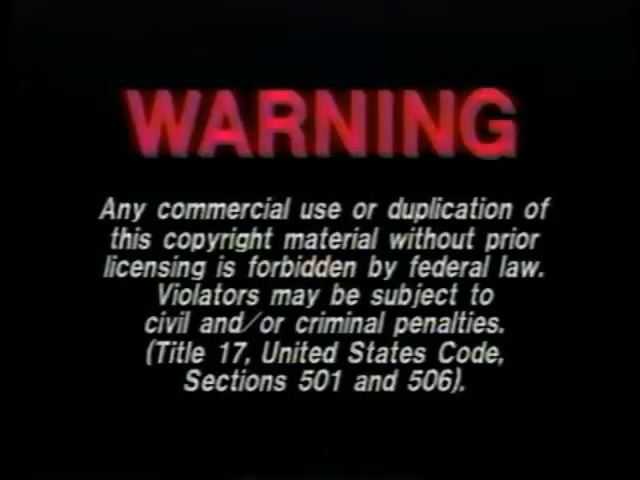 WARNING
Any commercial use or duplication of
this copyright material without prior
licensing is forbidden by federal law.
Violators may be subject to
civil and/or criminal penalties.
(Title 17, United States Code,
Sections 501 and 506).